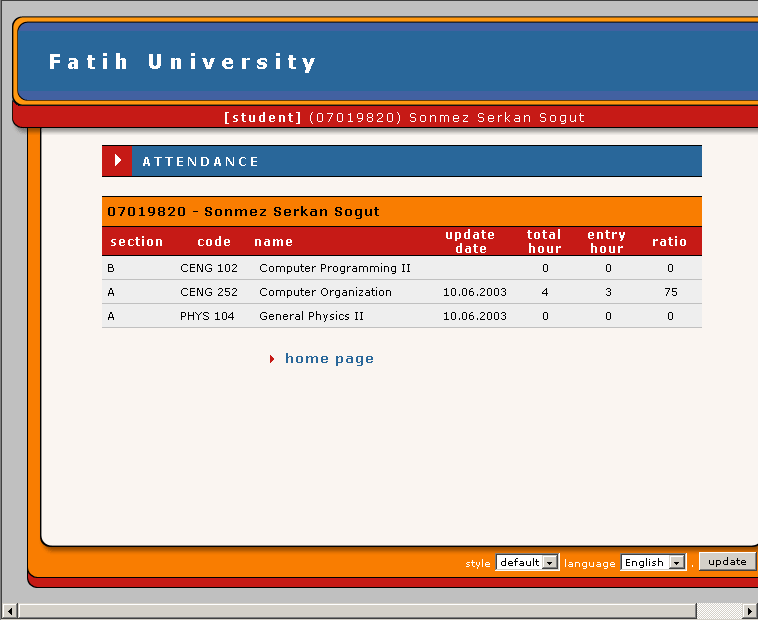 Fatih University
[student] (07019820) Sonmez Serkan Sogut
ATTENDANCE
07019820 - Sonmez Serkan Sogut
section code name update date total hour entry hour ratio
B CENG 102 Computer Programming II 0 0 0
A CENG 252 Computer Organization 10.06.2003 4 3 75
A PHYS 104 General Physics II 10.06.2003 0 0 0
home page
style default language English . update